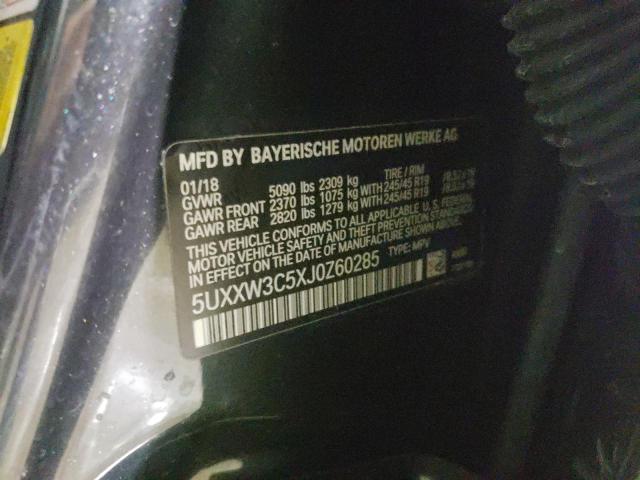 MFD BY BAYERISCHE MOTOREN WERKE AG
01/18 TIRE / RIM
GVWR 5090 lbs 2309 kg
GAWR FRONT 2370 lbs 1075 kg WITH 245/45 R19
GAWR REAR 2820 lbs 1279 kg WITH 245/45 R19
THIS VEHICLE CONFORMS TO ALL APPLICABLE U.S. FEDERAL
MOTOR VEHICLE SAFETY AND THEFT PREVENTION STANDARDS
IN EFFECT ON THE DATE OF MANUFACTURE SHOWN ABOVE.
5UXXW3C5XJ0Z60285 TYPE: MPV